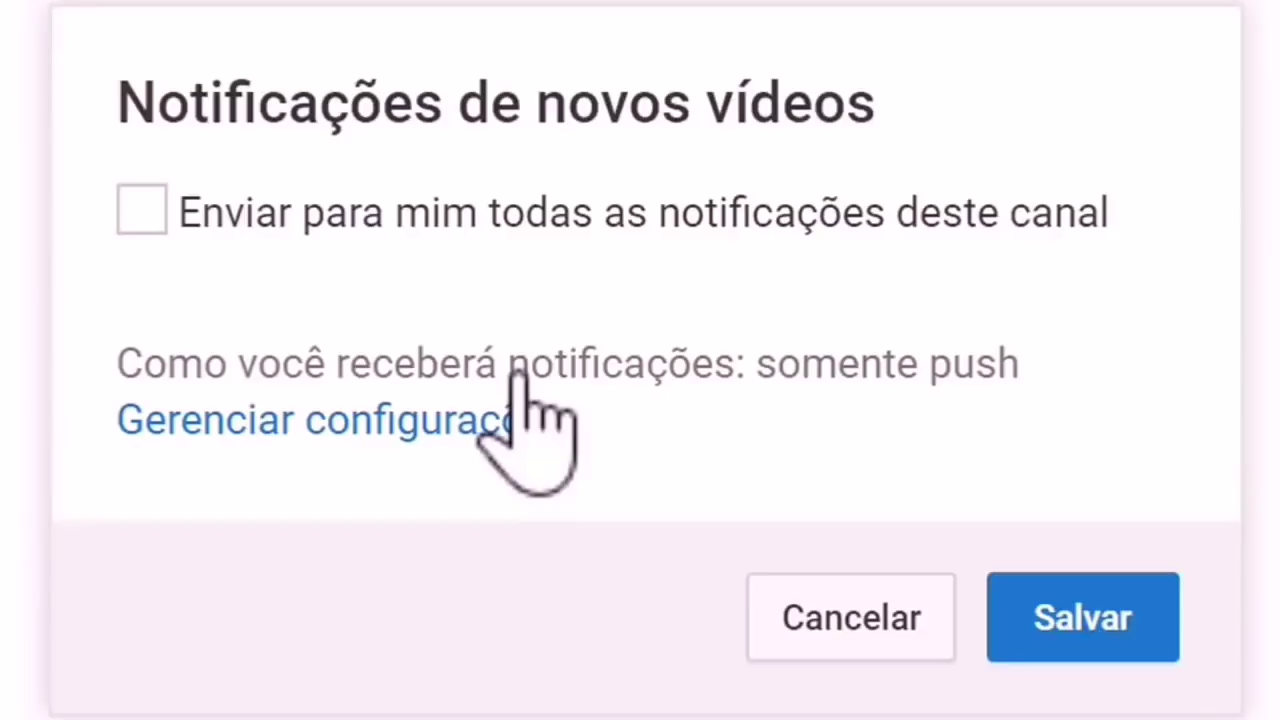 Notificações de novos vídeos
Enviar para mim todas as notificações deste canal
Como você receberá notificações: somente push
Gerenciar
Cancelar
Salvar